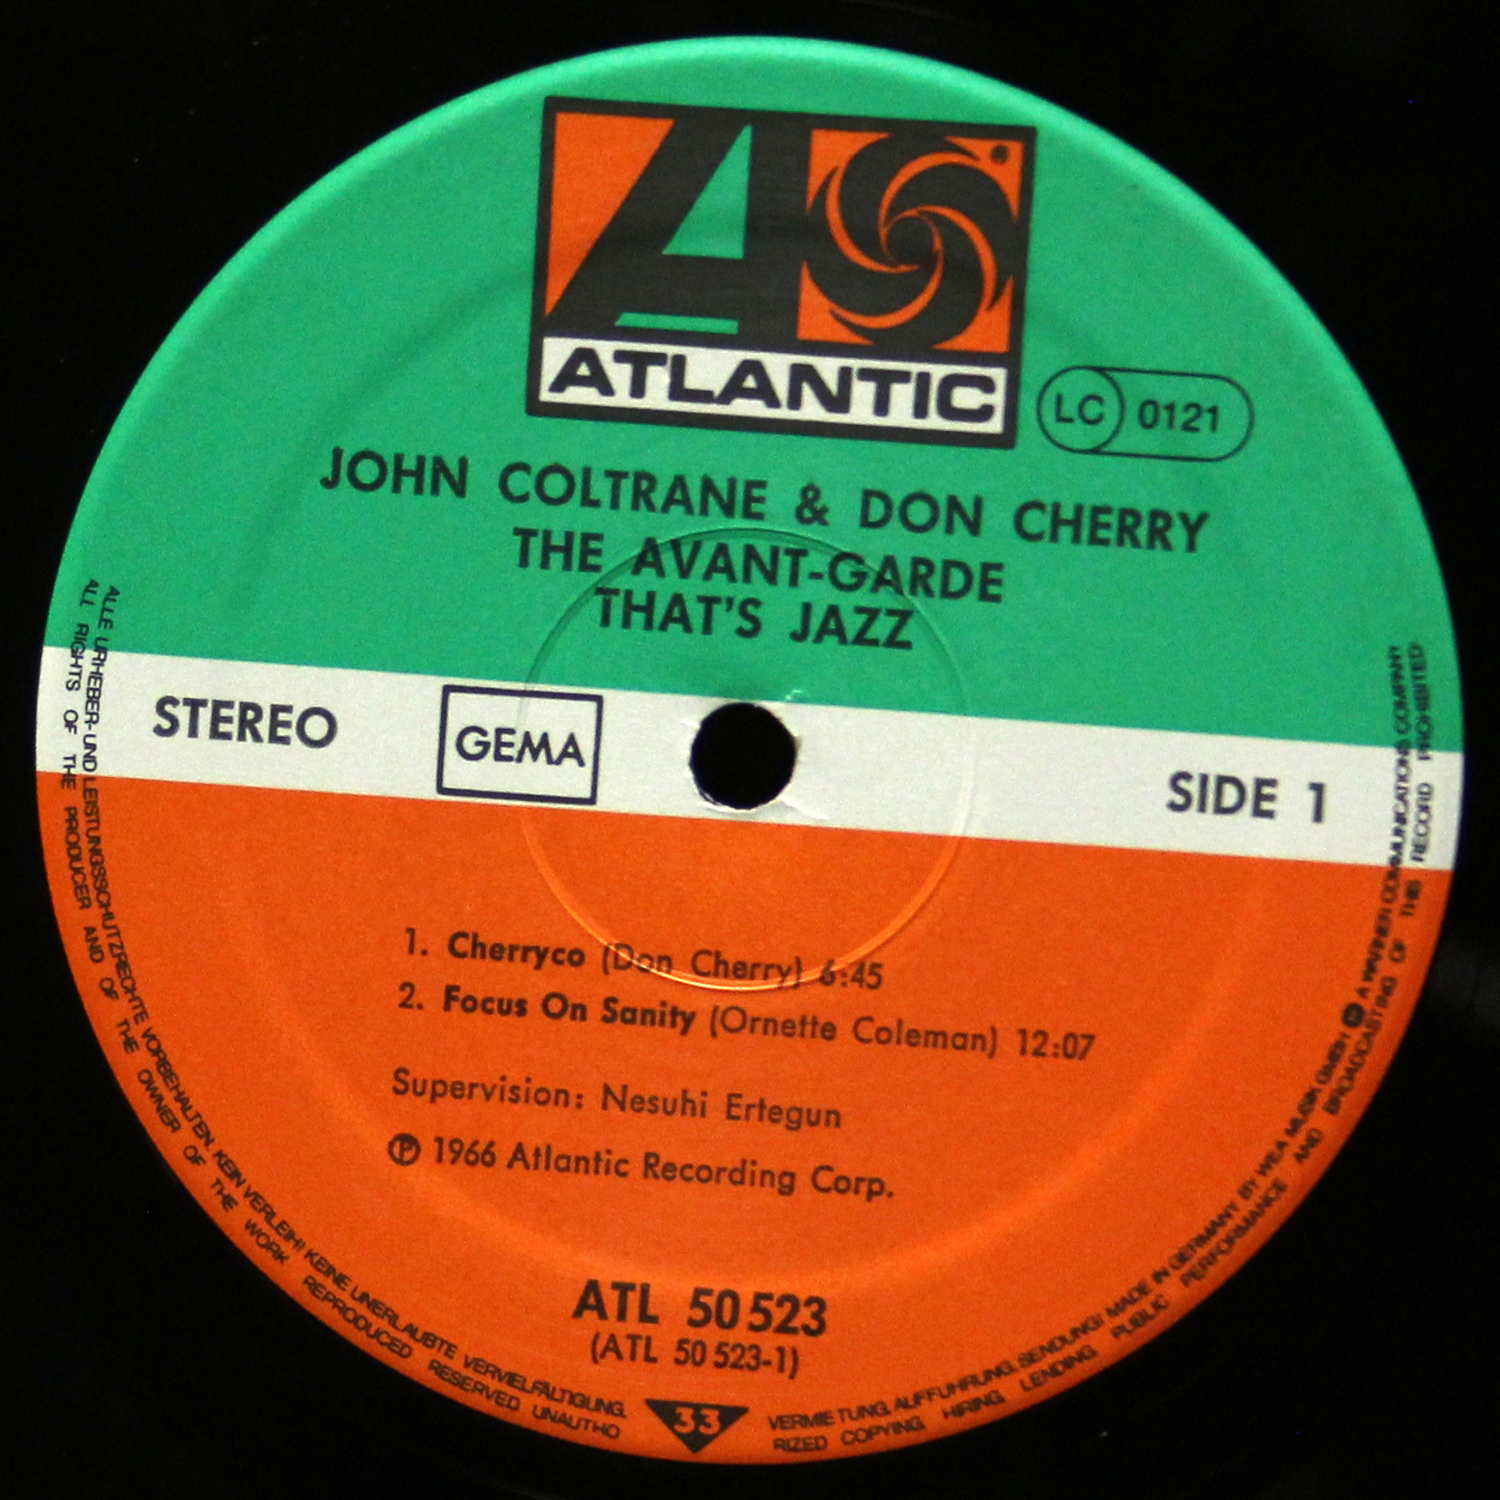 ATLANTIC
®
LC 0121
JOHN COLTRANE & DON CHERRY
THE AVANT-GARDE
THAT'S JAZZ
STEREO GEMA SIDE 1
1. Cherryco (Don Cherry) 6:45
2. Focus On Sanity (Ornette Coleman) 12:07
Supervision: Nesuhi Ertegun
℗ 1966 Atlantic Recording Corp.
ATL 50 523
(ATL 50 523-1)
33
ALLE URHEBER- UND LEISTUNGSSCHUTZRECHTE VORBEHALTEN. KEIN VERLEIH! KEINE UNERLAUBTE VERVIELFÄLTIGUNG, VERMIETUNG, AUFFÜHRUNG, SENDUNG! MADE IN GERMANY BY WEA MUSIK GMBH A WARNER COMMUNICATIONS COMPANY
ALL RIGHTS OF THE PRODUCER AND OF THE OWNER OF THE WORK REPRODUCED RESERVED UNAUTHORIZED COPYING, HIRING, LENDING, PUBLIC PERFORMANCE AND BROADCASTING OF THIS RECORD PROHIBITED